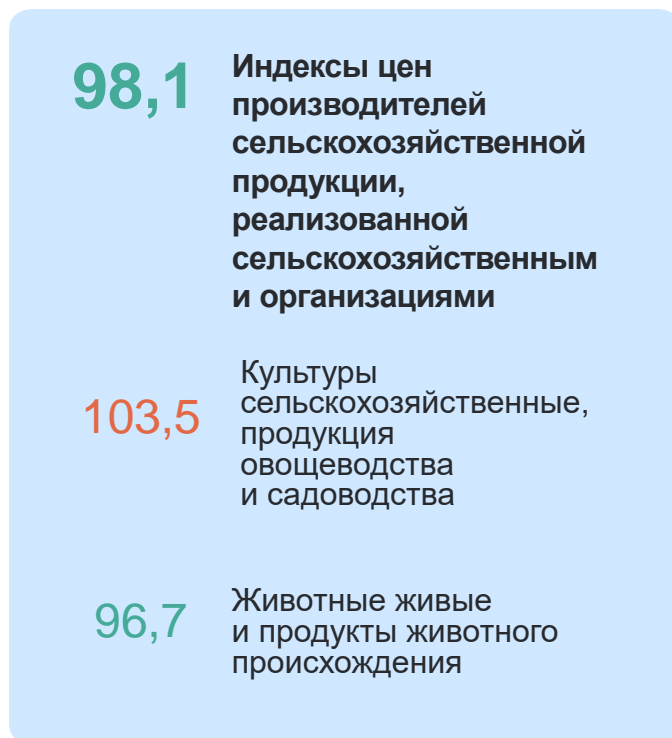 98,1
Индексы цен
производителей
сельскохозяйственной
продукции,
реализованной
сельскохозяйственным
и организациями
103,5
Культуры
сельскохозяйственные,
продукция
овощеводства
и садоводства
96,7
Животные живые
и продукты животного
происхождения